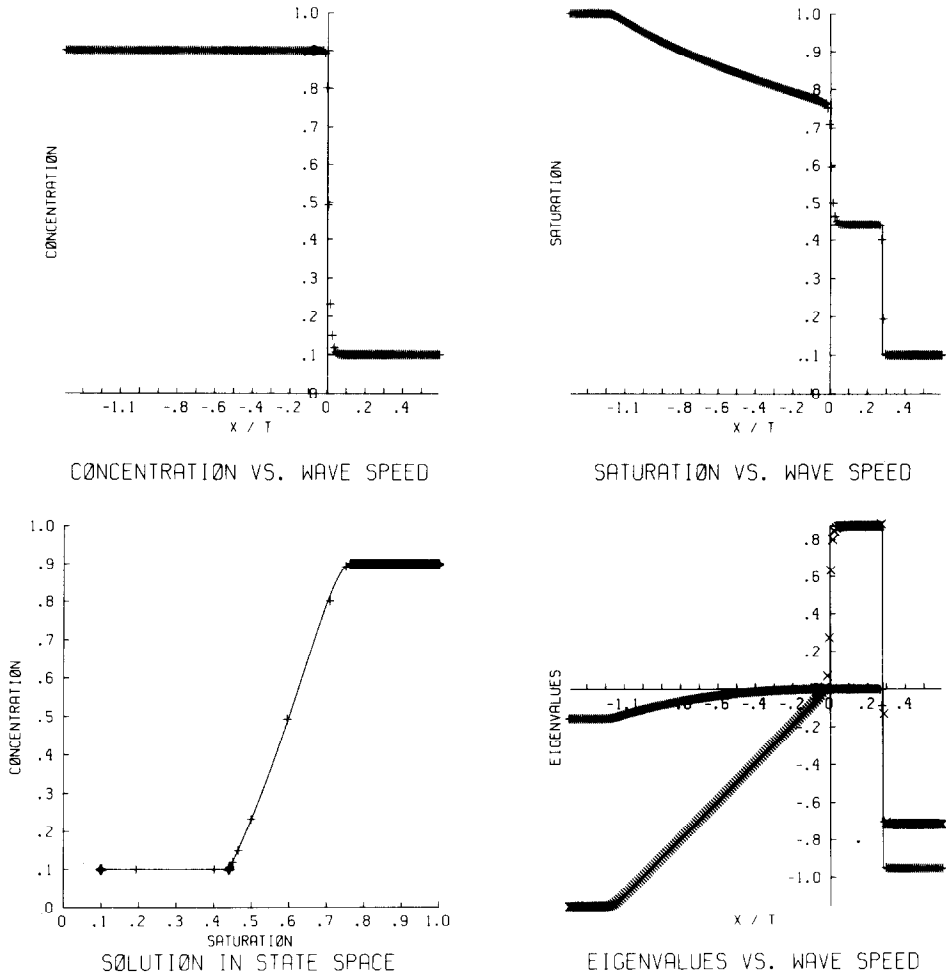 1.0
.9
.8
.7
.6
.5
.4
.3
.2
.1
0
CØNCENTRATIØN
-1.1 -.8 -.6 -.4 -.2 0 .2 .4
X / T
CØNCENTRATIØN VS. WAVE SPEED
1.0
.9
.8
.7
.6
.5
.4
.3
.2
.1
0
SATURATIØN
-1.1 -.8 -.6 -.4 -.2 0 .2 .4
X / T
SATURATIØN VS. WAVE SPEED
1.0
.9
.8
.7
.6
.5
.4
.3
.2
.1
0
CØNCENTRATIØN
0 .1 .2 .3 .4 .5 .6 .7 .8 .9 1.0
SATURATIØN
SØLUTIØN IN STATE SPACE
.8
.6
.4
.2
-1.1 -.8 -.6 -.4 -.2 0 .2 .4
-.2
-.4
-.6
-.8
-1.0
EIGENVALUES
X / T
EIGENVALUES VS. WAVE SPEED